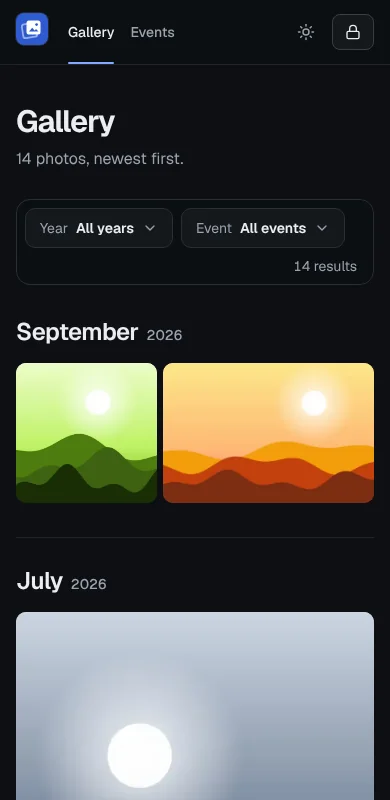 Gallery Events
Gallery
14 photos, newest first.
Year All years Event All events
14 results
September 2026
July 2026